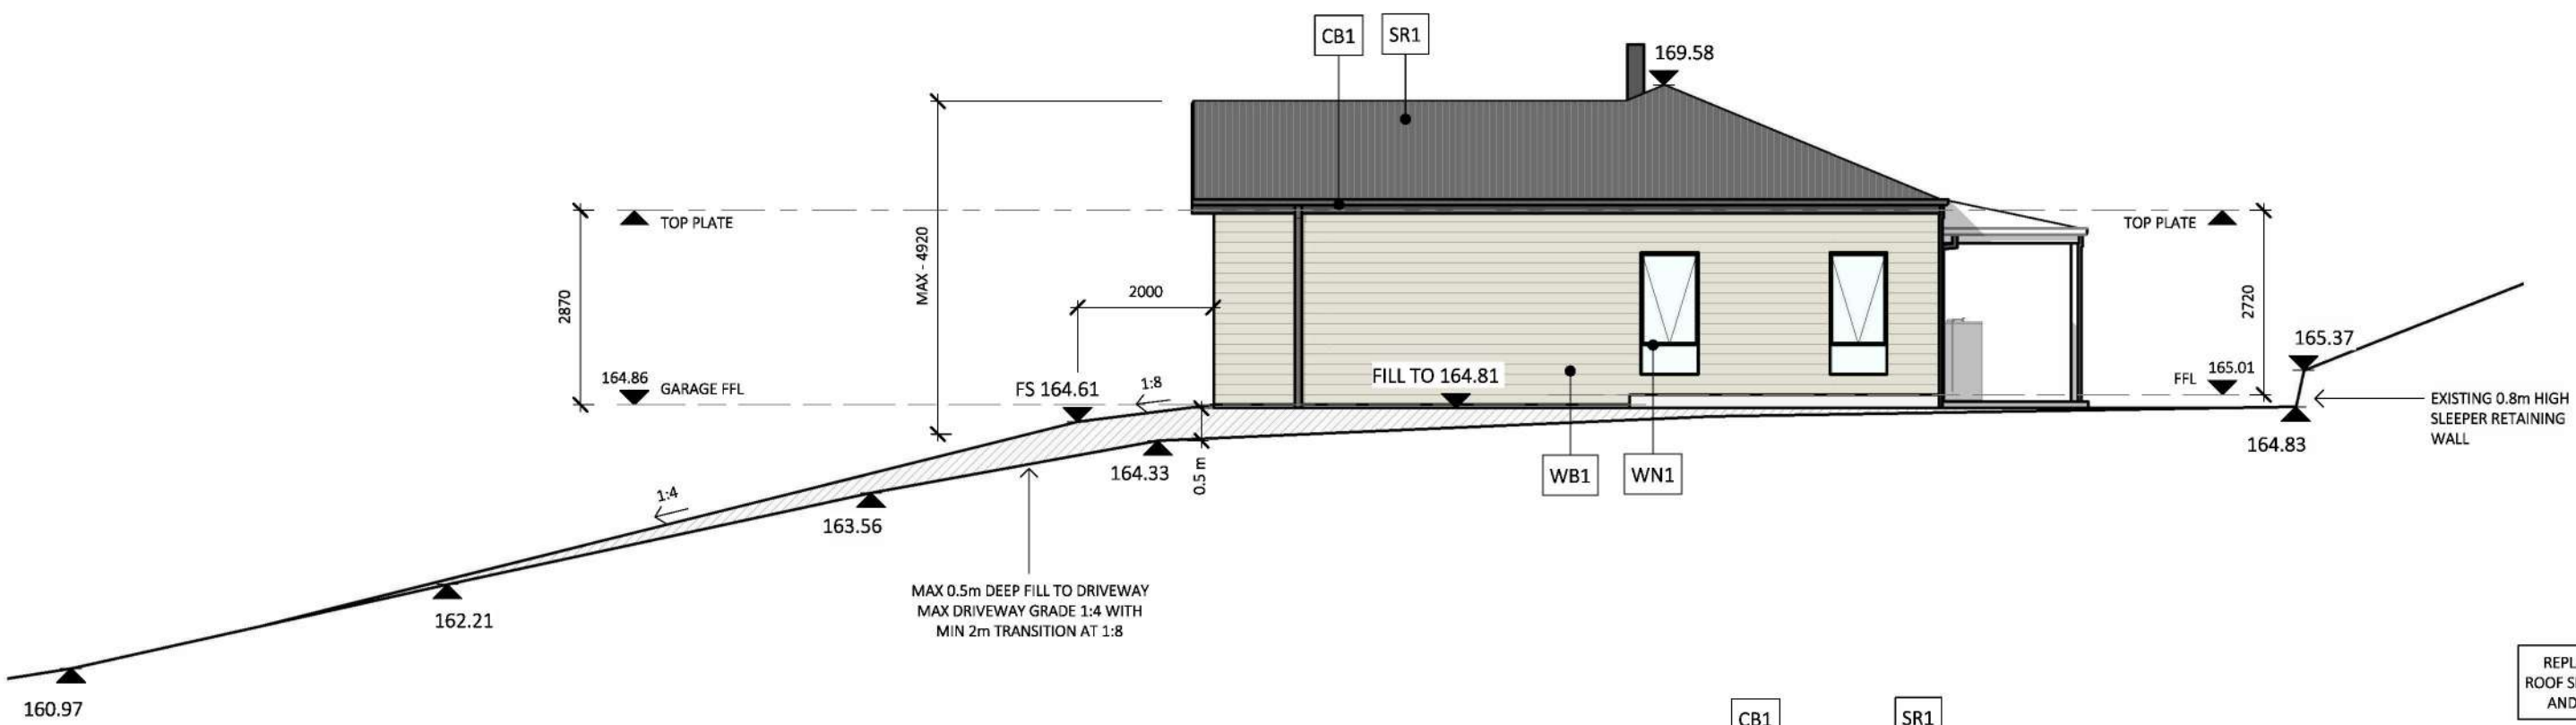 CB1
SR1
169.58
TOP PLATE
TOP PLATE
MAX - 4920
2870
2000
2720
164.86
GARAGE FFL
FS 164.61
1:8
FILL TO 164.81
FFL
165.01
165.37
EXISTING 0.8m HIGH
SLEEPER RETAINING
WALL
164.83
164.33
0.5 m
WB1
WN1
1:4
163.56
MAX 0.5m DEEP FILL TO DRIVEWAY
MAX DRIVEWAY GRADE 1:4 WITH
MIN 2m TRANSITION AT 1:8
162.21
160.97
CB1
SR1
REPL
ROOF S
AND